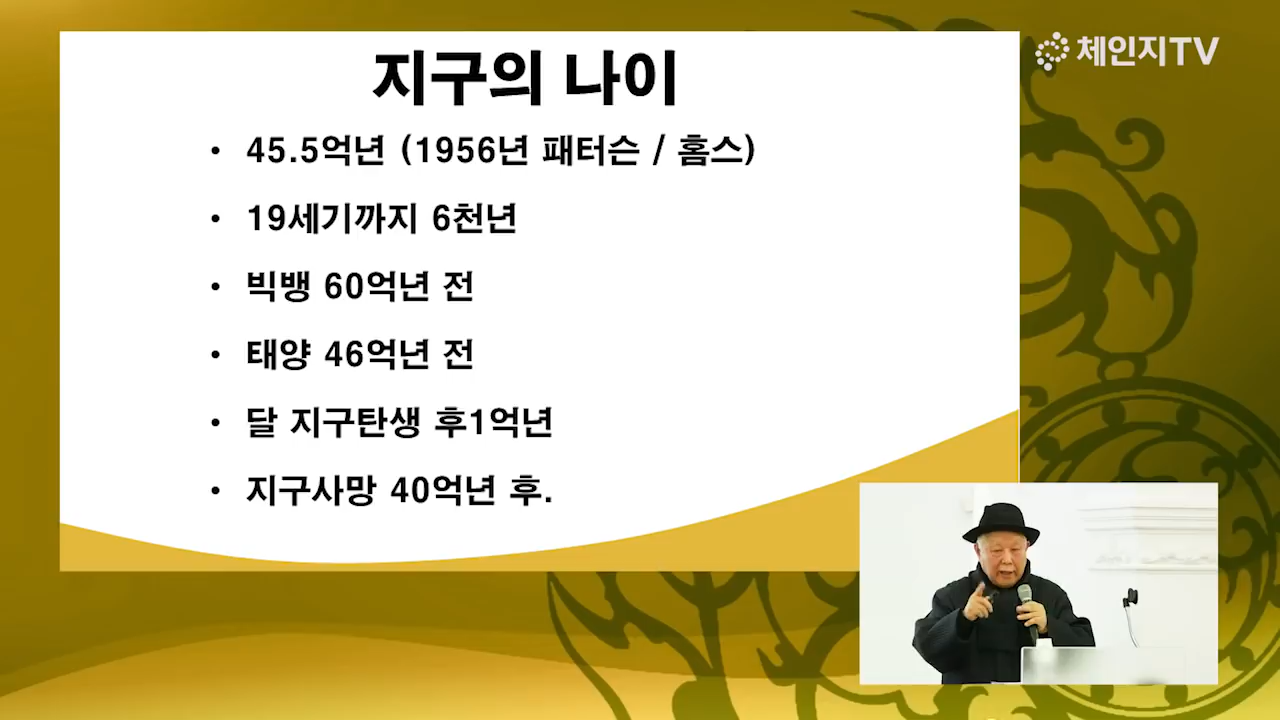 체인지TV
지구의 나이
• 45.5억년 (1956년 패터슨 / 홈스)
• 19세기까지 6천년
• 빅뱅 60억년 전
• 태양 46억년 전
• 달 지구탄생 후1억년
• 지구사망 40억년 후.